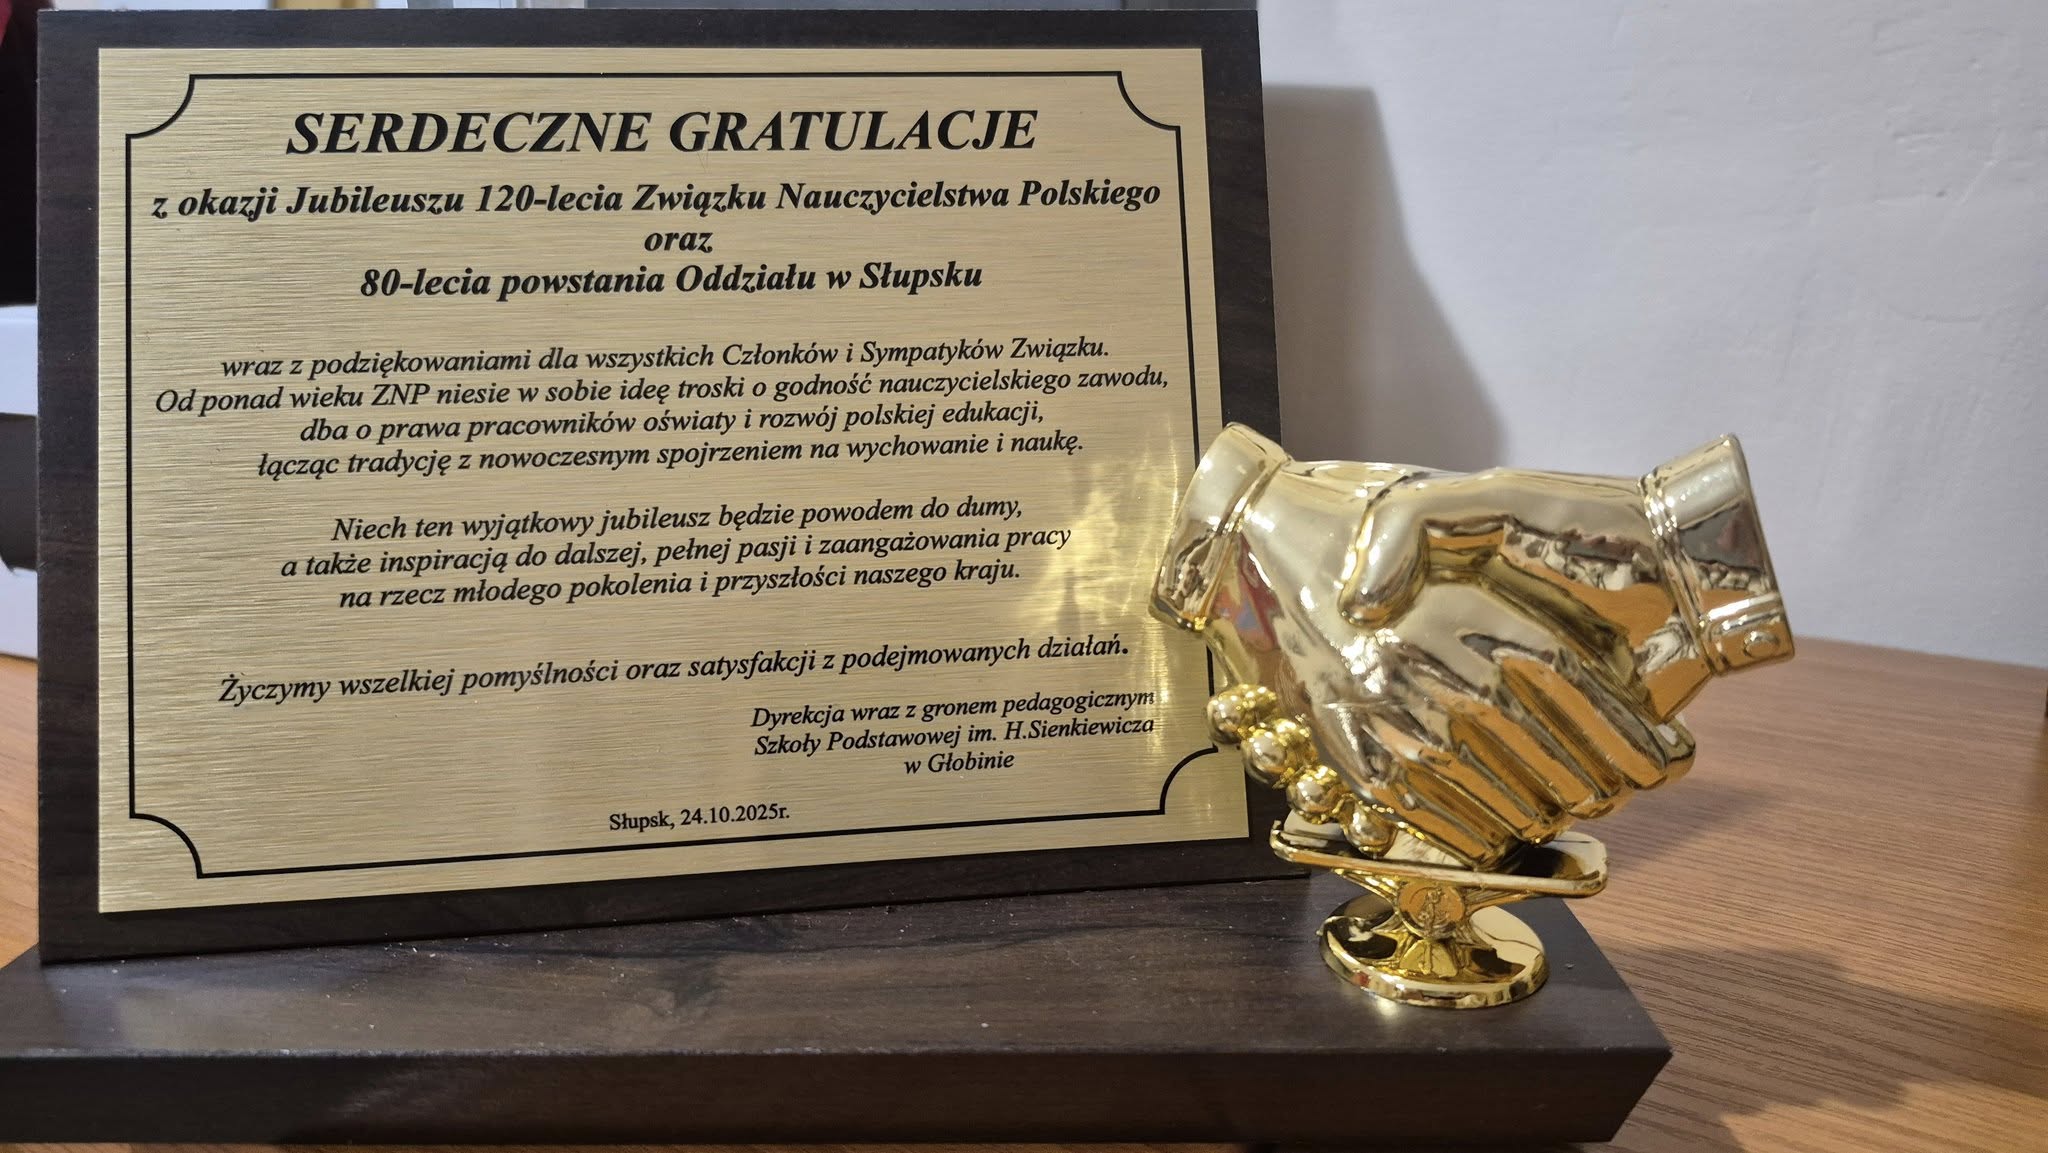 SERDECZNE GRATULACJE
z okazji Jubileuszu 120-lecia Związku Nauczycielstwa Polskiego
oraz
80-lecia powstania Oddziału w Słupsku
wraz z podziękowaniami dla wszystkich Członków i Sympatyków Związku.
Od ponad wieku ZNP niesie w sobie ideę troski o godność nauczycielskiego zawodu,
dba o prawa pracowników oświaty i rozwój polskiej edukacji,
łącząc tradycję z nowoczesnym spojrzeniem na wychowanie i naukę.
Niech ten wyjątkowy jubileusz będzie powodem do dumy,
a także inspiracją do dalszej, pełnej pasji i zaangażowania pracy
na rzecz młodego pokolenia i przyszłości naszego kraju.
Życzymy wszelkiej pomyślności oraz satysfakcji z podejmowanych działań.
Dyrekcja wraz z gronem pedagogicznym
Szkoły Podstawowej im. H.Sienkiewicza
w Głobinie
Słupsk, 24.10.2025r.